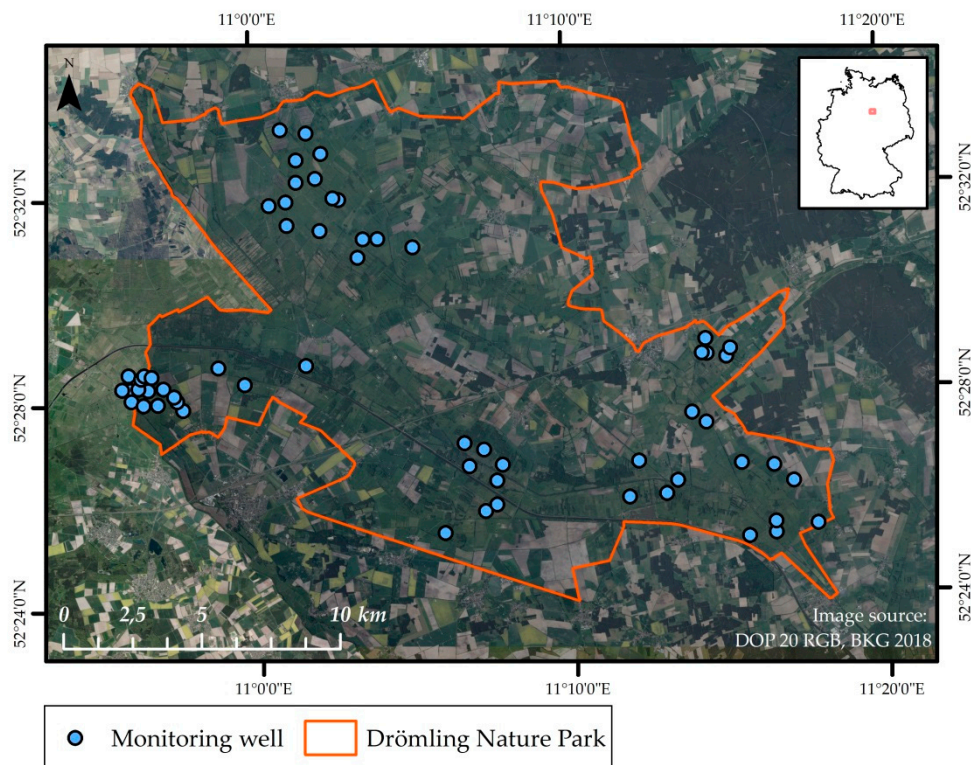 11°0'0"E
11°10'0"E
11°20'0"E
N
52°32'0"N
52°32'0"N
52°28'0"N
52°28'0"N
52°24'0"N
52°24'0"N
0
2,5
5
10 km
Image source:
DOP 20 RGB, BKG 2018
11°0'0"E
11°10'0"E
11°20'0"E
Monitoring well
Drömling Nature Park